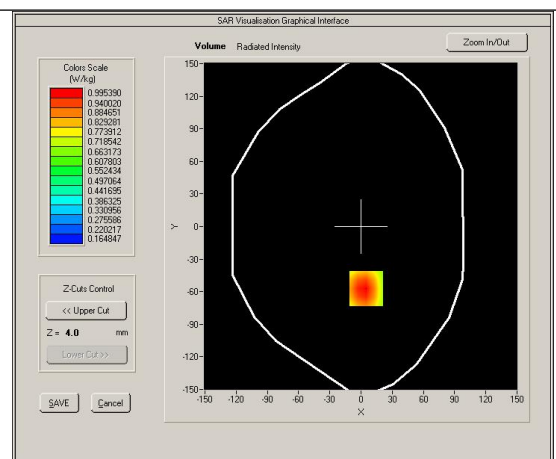 SAR Visualisation Graphical Interface
Volume Radiated Intensity
Zoom In/Out
Colors Scale
(W/kg)
0.995390
0.940020
0.884651
0.829281
0.773912
0.718542
0.663173
0.607803
0.552434
0.497064
0.441695
0.386325
0.330956
0.275586
0.220217
0.164847
Z-Cuts Control
<< Upper Cut
Z = 4.0 mm
Lower Cut >>
SAVE Cancel
150-
120-
90-
60-
30-
Y 0-
-30-
-60-
-90-
-120-
-150-
-150 -120 -90 -60 -30 0 30 60 90 120 150
X